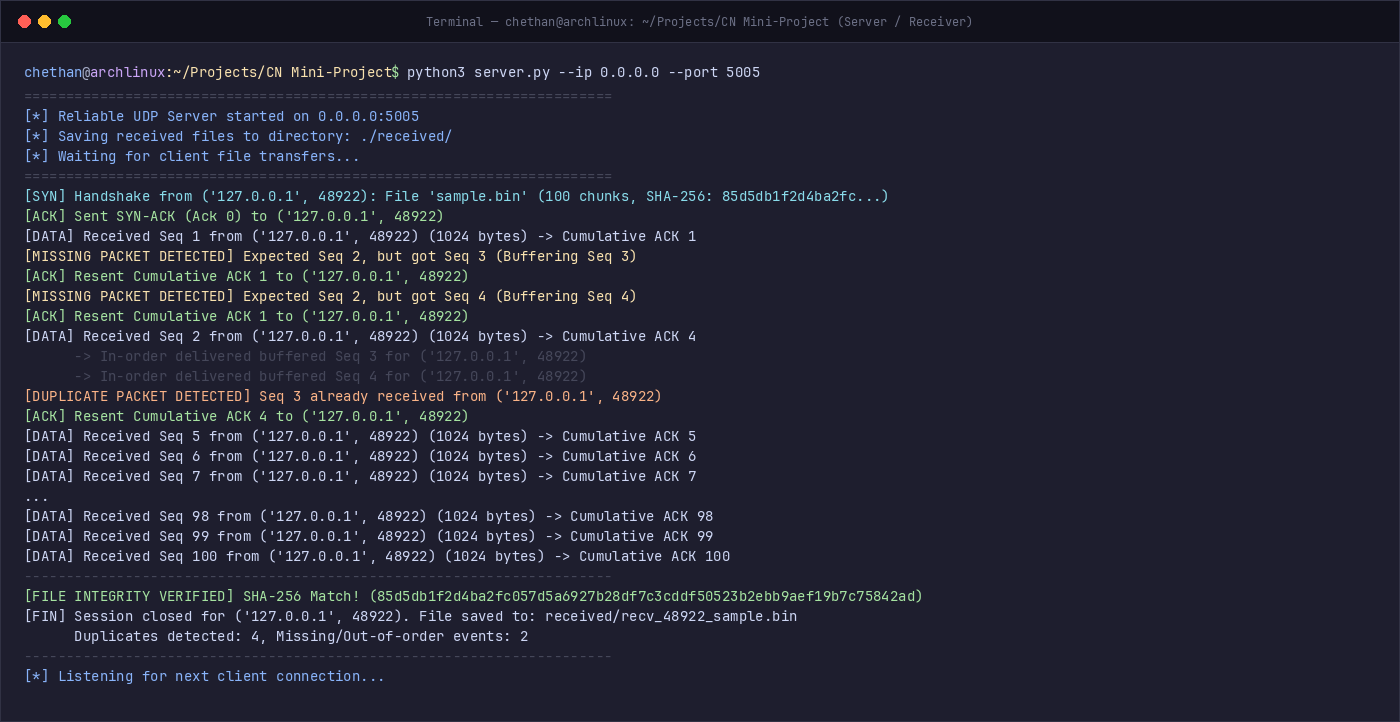 Terminal — chethan@archlinux: ~/Projects/CN Mini-Project (Server / Receiver)
chethan@archlinux:~/Projects/CN Mini-Project$ python3 server.py --ip 0.0.0.0 --port 5005
======================================================================
[*] Reliable UDP Server started on 0.0.0.0:5005
[*] Saving received files to directory: ./received/
[*] Waiting for client file transfers...
======================================================================
[SYN] Handshake from ('127.0.0.1', 48922): File 'sample.bin' (100 chunks, SHA-256: 85d5db1f2d4ba2fc...)
[ACK] Sent SYN-ACK (Ack 0) to ('127.0.0.1', 48922)
[DATA] Received Seq 1 from ('127.0.0.1', 48922) (1024 bytes) -> Cumulative ACK 1
[MISSING PACKET DETECTED] Expected Seq 2, but got Seq 3 (Buffering Seq 3)
[ACK] Resent Cumulative ACK 1 to ('127.0.0.1', 48922)
[MISSING PACKET DETECTED] Expected Seq 2, but got Seq 4 (Buffering Seq 4)
[ACK] Resent Cumulative ACK 1 to ('127.0.0.1', 48922)
[DATA] Received Seq 2 from ('127.0.0.1', 48922) (1024 bytes) -> Cumulative ACK 4
-> In-order delivered buffered Seq 3 for ('127.0.0.1', 48922)
-> In-order delivered buffered Seq 4 for ('127.0.0.1', 48922)
[DUPLICATE PACKET DETECTED] Seq 3 already received from ('127.0.0.1', 48922)
[ACK] Resent Cumulative ACK 4 to ('127.0.0.1', 48922)
[DATA] Received Seq 5 from ('127.0.0.1', 48922) (1024 bytes) -> Cumulative ACK 5
[DATA] Received Seq 6 from ('127.0.0.1', 48922) (1024 bytes) -> Cumulative ACK 6
[DATA] Received Seq 7 from ('127.0.0.1', 48922) (1024 bytes) -> Cumulative ACK 7
...
[DATA] Received Seq 98 from ('127.0.0.1', 48922) (1024 bytes) -> Cumulative ACK 98
[DATA] Received Seq 99 from ('127.0.0.1', 48922) (1024 bytes) -> Cumulative ACK 99
[DATA] Received Seq 100 from ('127.0.0.1', 48922) (1024 bytes) -> Cumulative ACK 100
----------------------------------------------------------------------
[FILE INTEGRITY VERIFIED] SHA-256 Match! (85d5db1f2d4ba2fc057d5a6927b28df7c3cddf50523b2ebb9aef19b7c75842ad)
[FIN] Session closed for ('127.0.0.1', 48922). File saved to: received/recv_48922_sample.bin
Duplicates detected: 4, Missing/Out-of-order events: 2
----------------------------------------------------------------------
[*] Listening for next client connection...